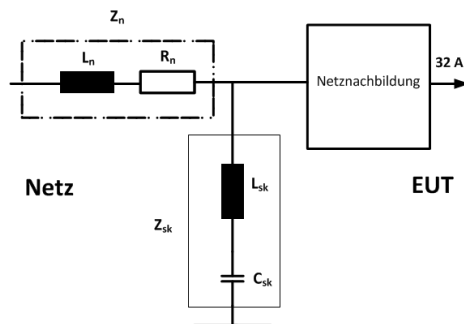 Zn
Ln
Rn
Netznachbildung
32 A
Netz
EUT
Lsk
Zsk
Csk